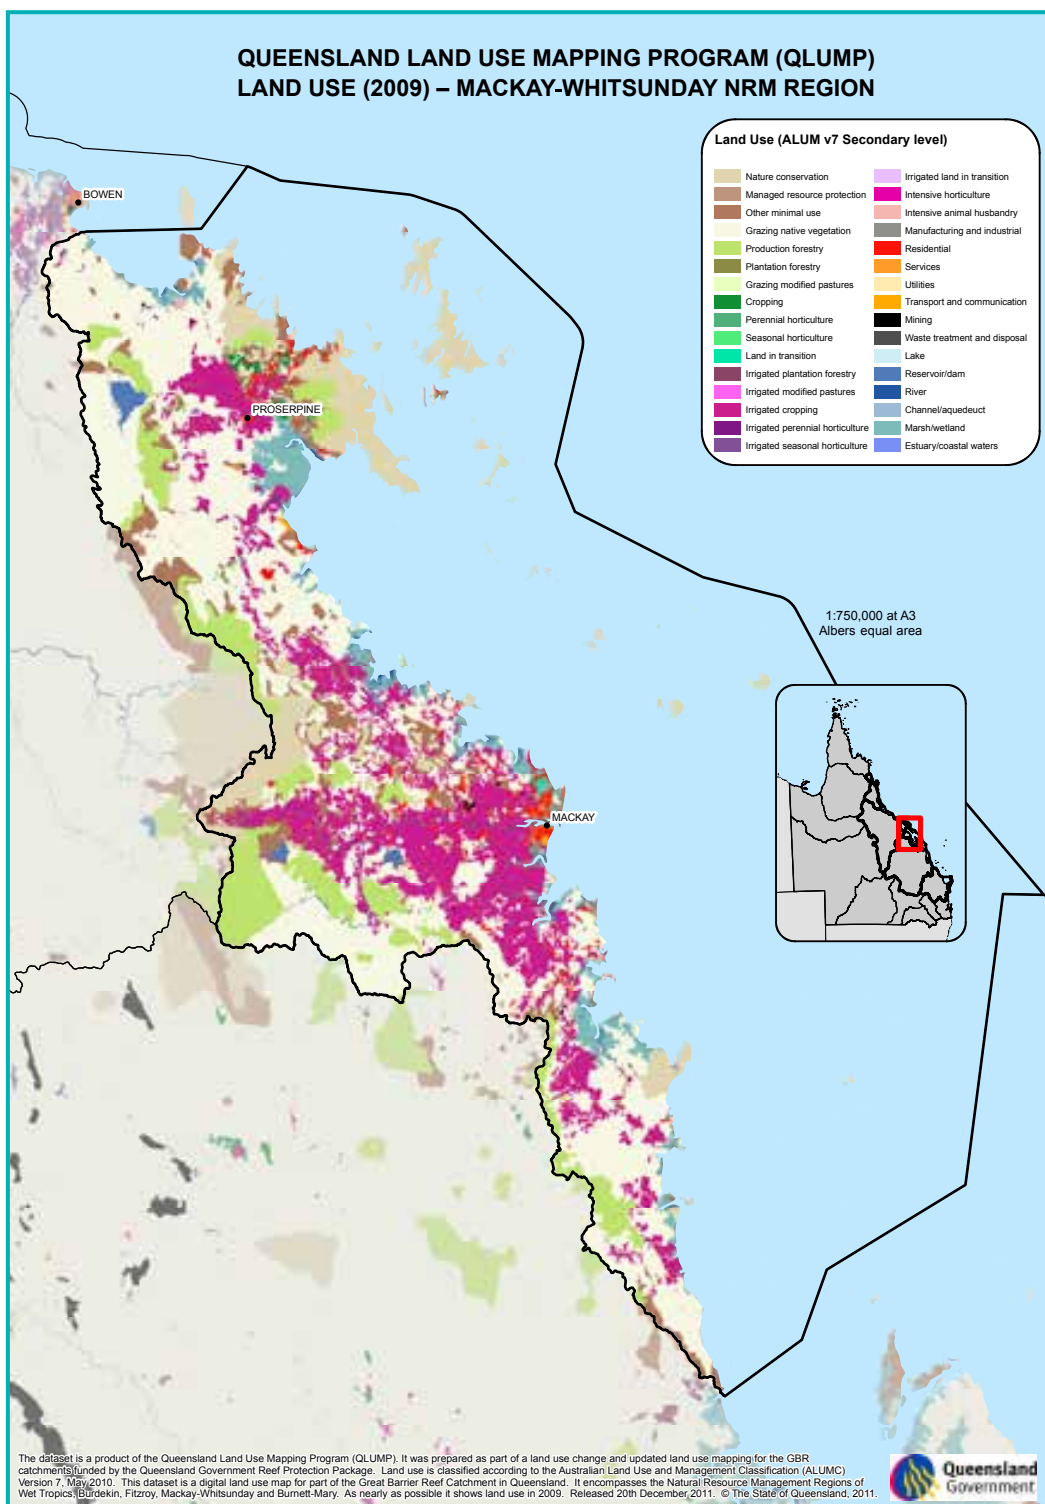 QUEENSLAND LAND USE MAPPING PROGRAM (QLUMP)
LAND USE (2009) – MACKAY-WHITSUNDAY NRM REGION
Land Use (ALUM v7 Secondary level)
Nature conservation
Managed resource protection
Other minimal use
Grazing native vegetation
Production forestry
Plantation forestry
Grazing modified pastures
Cropping
Perennial horticulture
Seasonal horticulture
Land in transition
Irrigated plantation forestry
Irrigated modified pastures
Irrigated cropping
Irrigated perennial horticulture
Irrigated seasonal horticulture
Irrigated land in transition
Intensive horticulture
Intensive animal husbandry
Manufacturing and industrial
Residential
Services
Utilities
Transport and communication
Mining
Waste treatment and disposal
Lake
Reservoir/dam
River
Channel/aquedeuct
Marsh/wetland
Estuary/coastal waters
BOWEN
PROSERPINE
1:750,000 at A3
Albers equal area
MACKAY
The dataset is a product of the Queensland Land Use Mapping Program (QLUMP). It was prepared as part of a land use change and updated land use mapping for the GBR
catchments funded by the Queensland Government Reef Protection Package. Land use is classified according to the Australian Land Use and Management Classification (ALUMC)
Version 7, May 2010. This dataset is a digital land use map for part of the Great Barrier Reef Catchment in Queensland. It encompasses the Natural Resource Management Regions of
Wet Tropics, Burdekin, Fitzroy, Mackay-Whitsunday and Burnett-Mary. As nearly as possible it shows land use in 2009. Released 20th December 2011. © The State of Queensland, 2011.
Queensland
Government